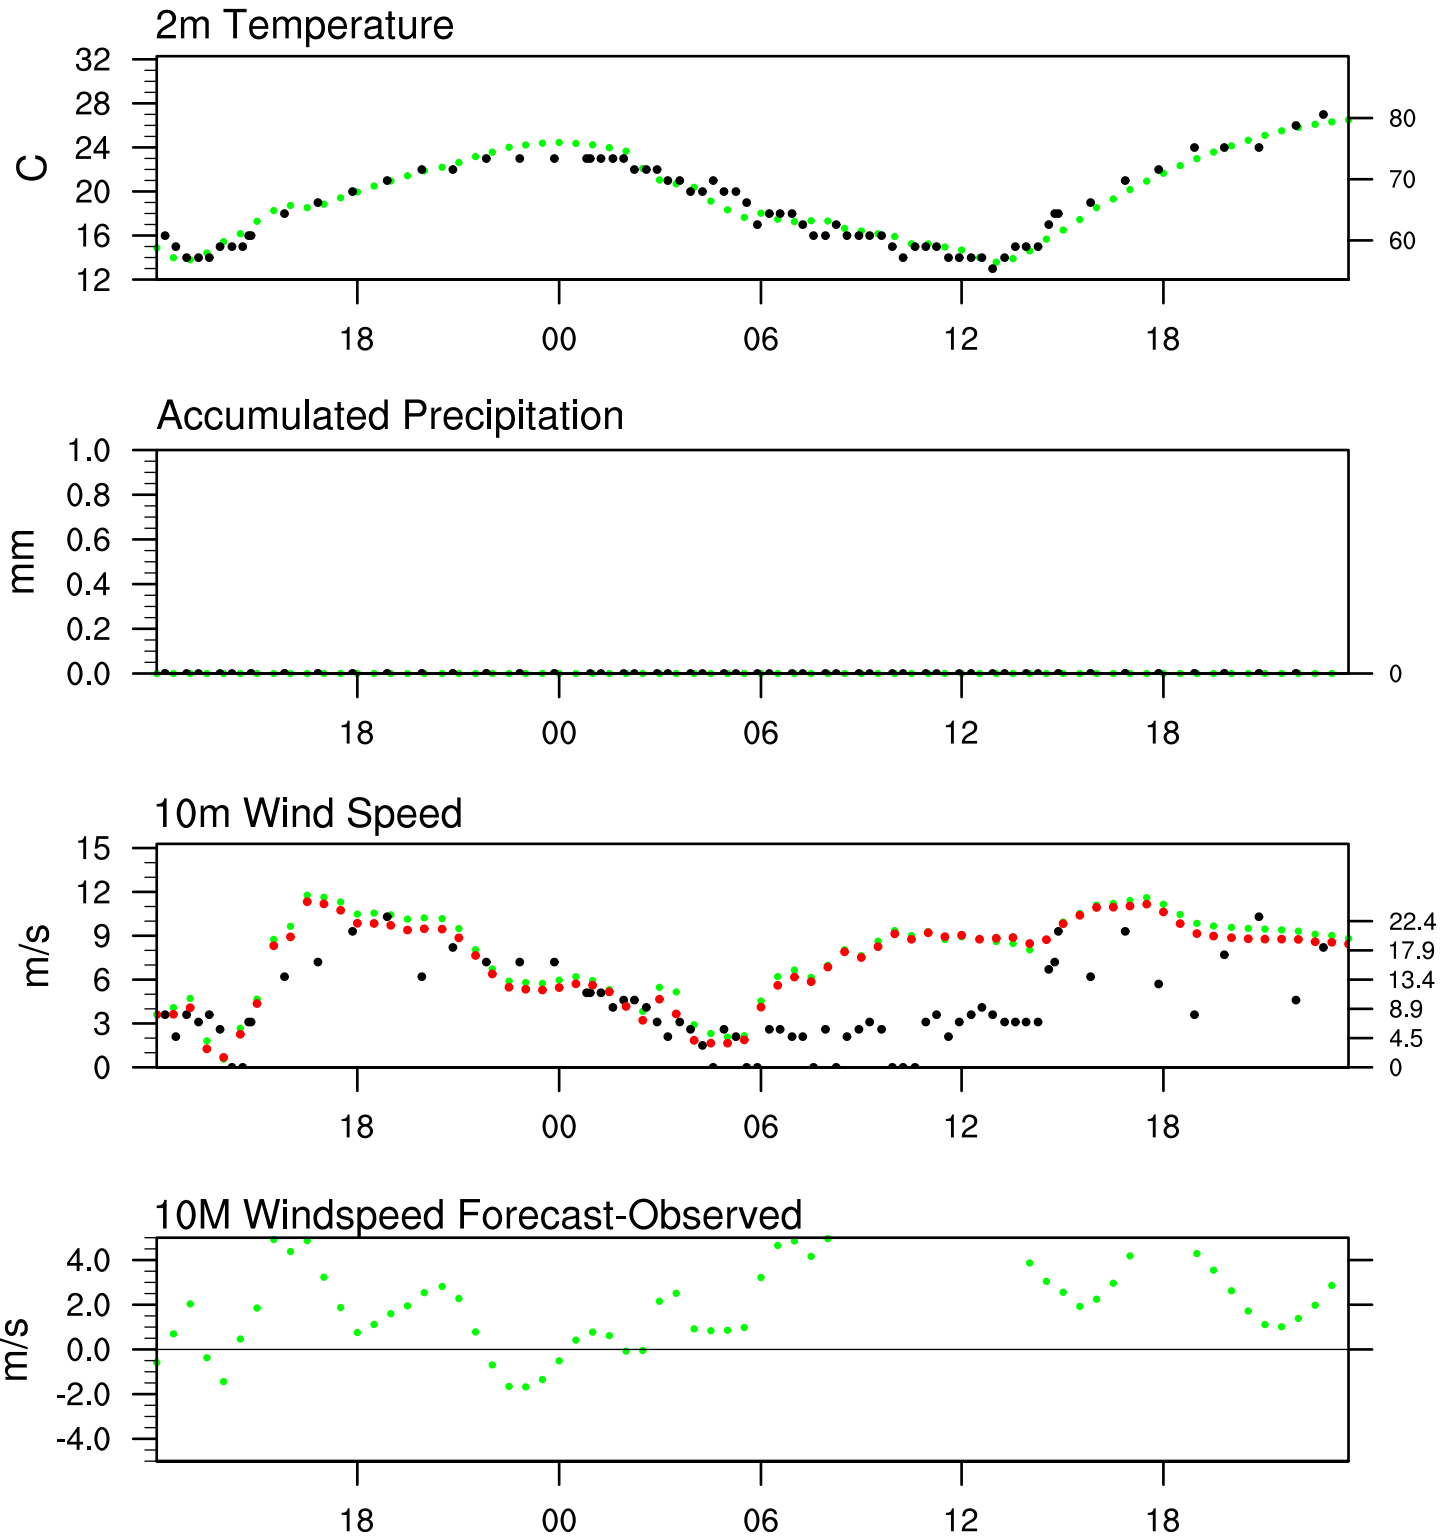 2m Temperature
32
28
24
20
16
12
C
80
70
60
18 00 06 12 18
Accumulated Precipitation
1.0
0.8
0.6
0.4
0.2
0.0
mm
0
18 00 06 12 18
10m Wind Speed
15
12
9
6
3
0
m/s
22.4
17.9
13.4
8.9
4.5
0
18 00 06 12 18
10M Windspeed Forecast-Observed
4.0
2.0
0.0
-2.0
-4.0
m/s
18 00 06 12 18